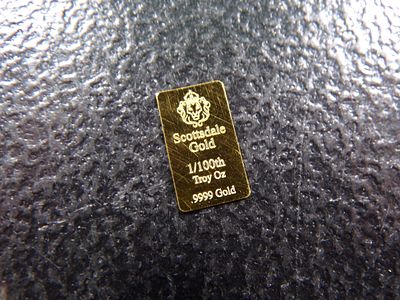 Scottsdale
Gold
1/100th
Troy Oz
.9999 Gold